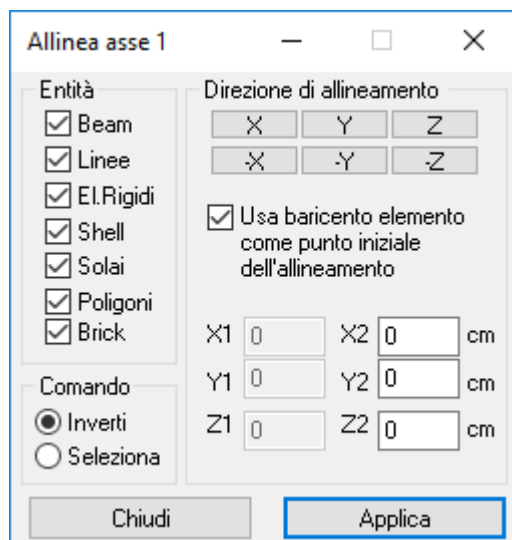 Allinea asse 1
Entità
Beam
Linee
El.Rigidi
Shell
Solai
Poligoni
Brick
Comando
Inverti
Seleziona
Direzione di allineamento
X Y Z
-X -Y -Z
Usa baricento elemento
come punto iniziale
dell'allineamento
X1 0 X2 0 cm
Y1 0 Y2 0 cm
Z1 0 Z2 0 cm
Chiudi Applica